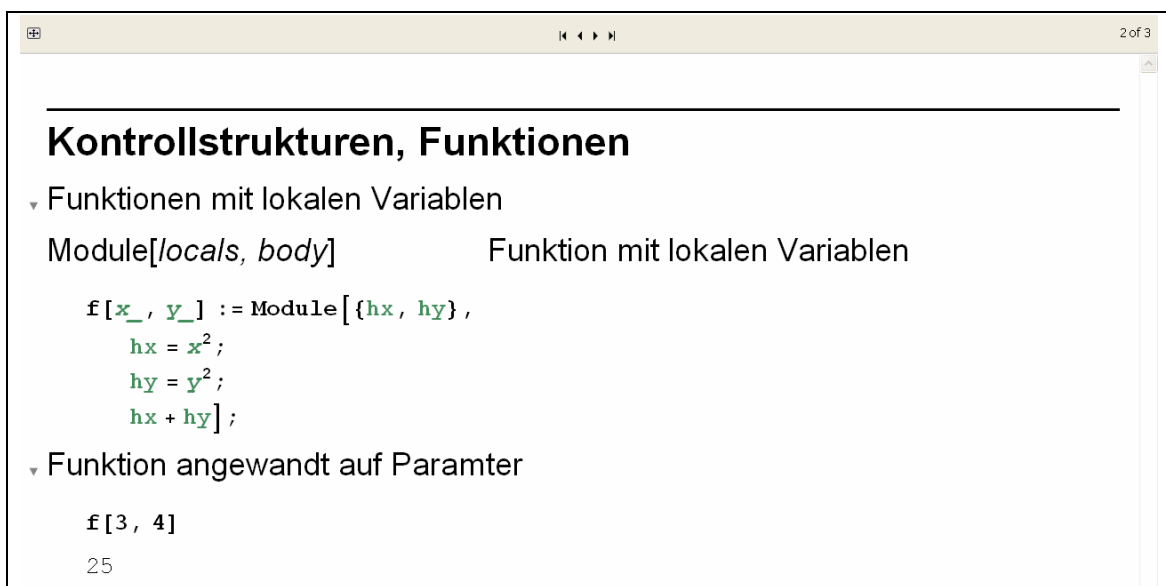 2 of 3
Kontrollstrukturen, Funktionen
Funktionen mit lokalen Variablen
Module[locals, body] Funktion mit lokalen Variablen
f[x_, y_] := Module[{hx, hy},
hx = x²;
hy = y²;
hx + hy];
Funktion angewandt auf Paramter
f[3, 4]
25